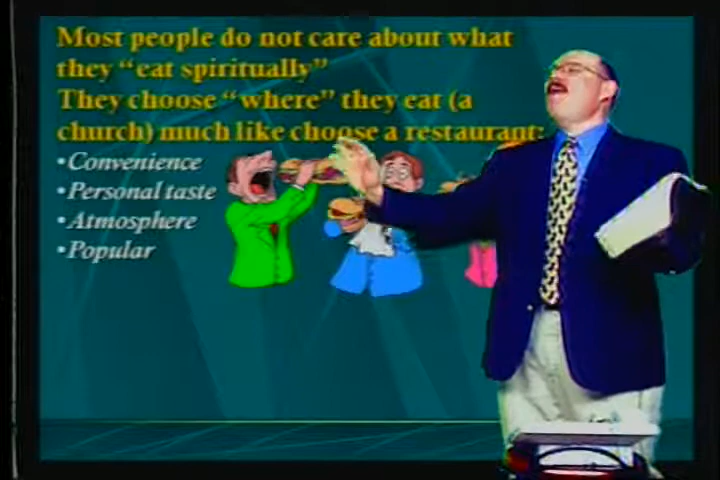 Most people do not care about what
they “eat spiritually”
They choose “where” they eat (a
church) much like choose a restaurant:
•Convenience
•Personal taste
•Atmosphere
•Popular